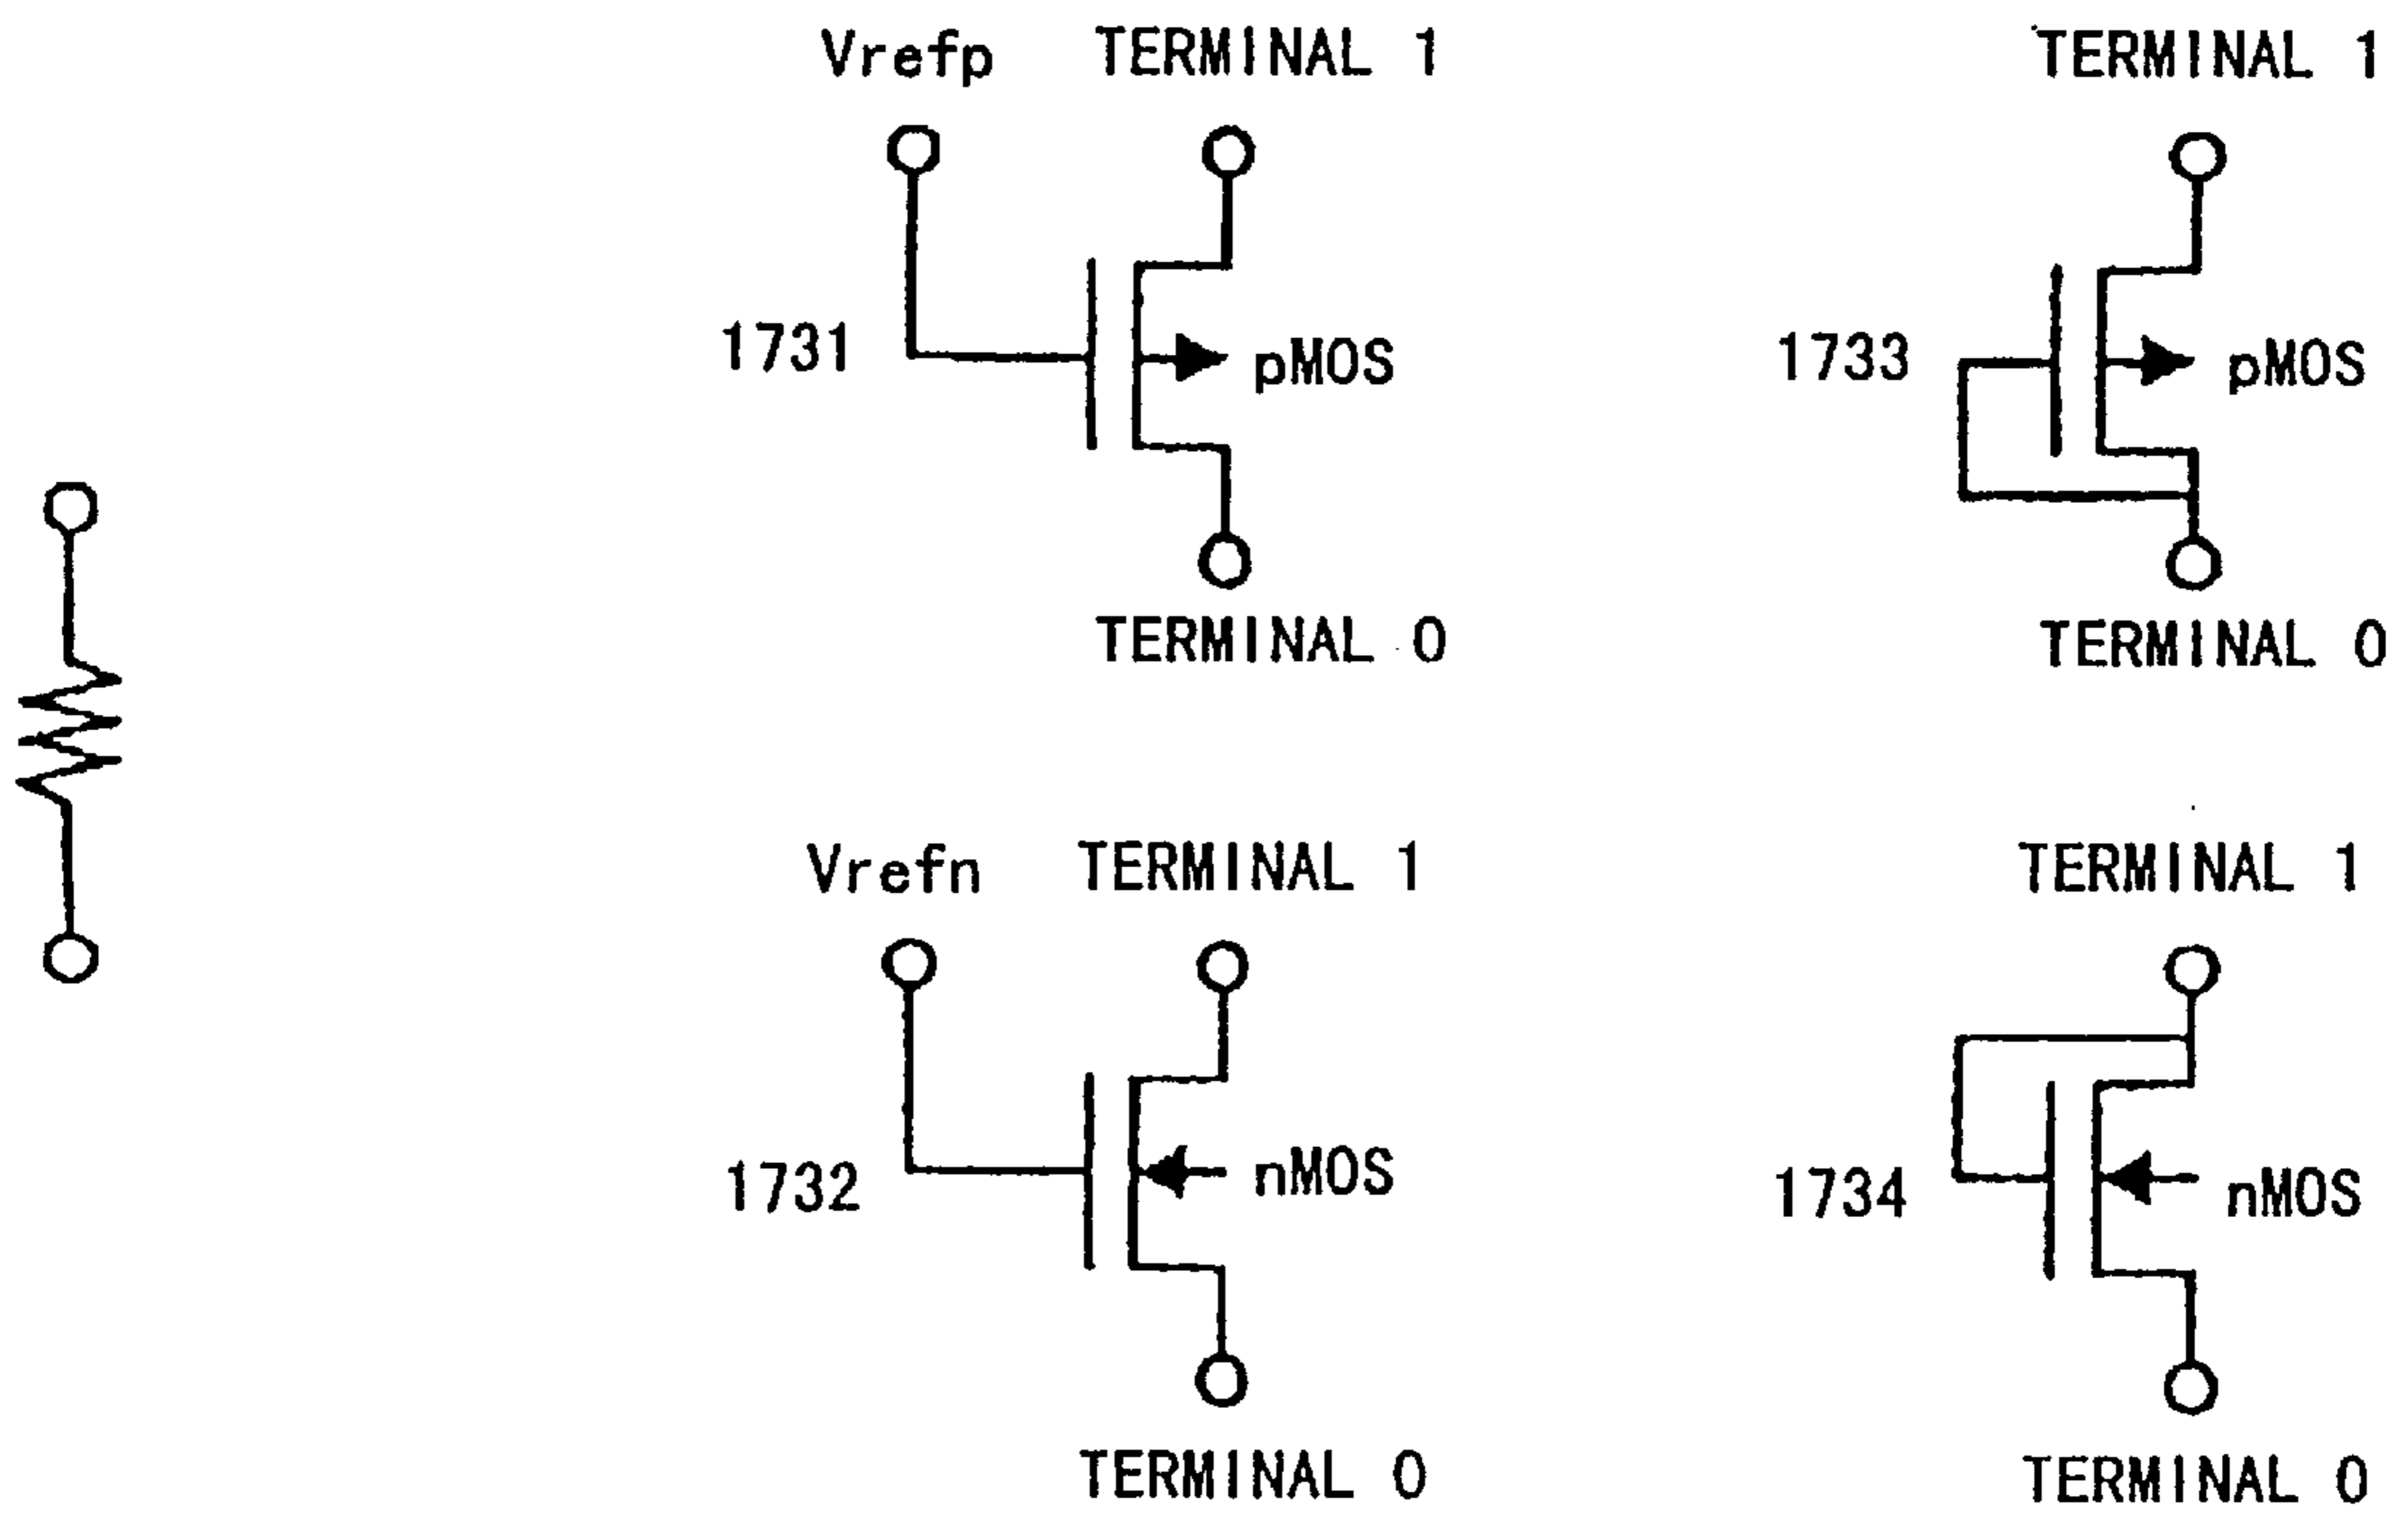 Vrefp TERMINAL 1
1731
pMOS
TERMINAL 0
TERMINAL 1
1733
pMOS
TERMINAL 0
Vrefn TERMINAL 1
1732
nMOS
TERMINAL 0
TERMINAL 1
1734
nMOS
TERMINAL 0